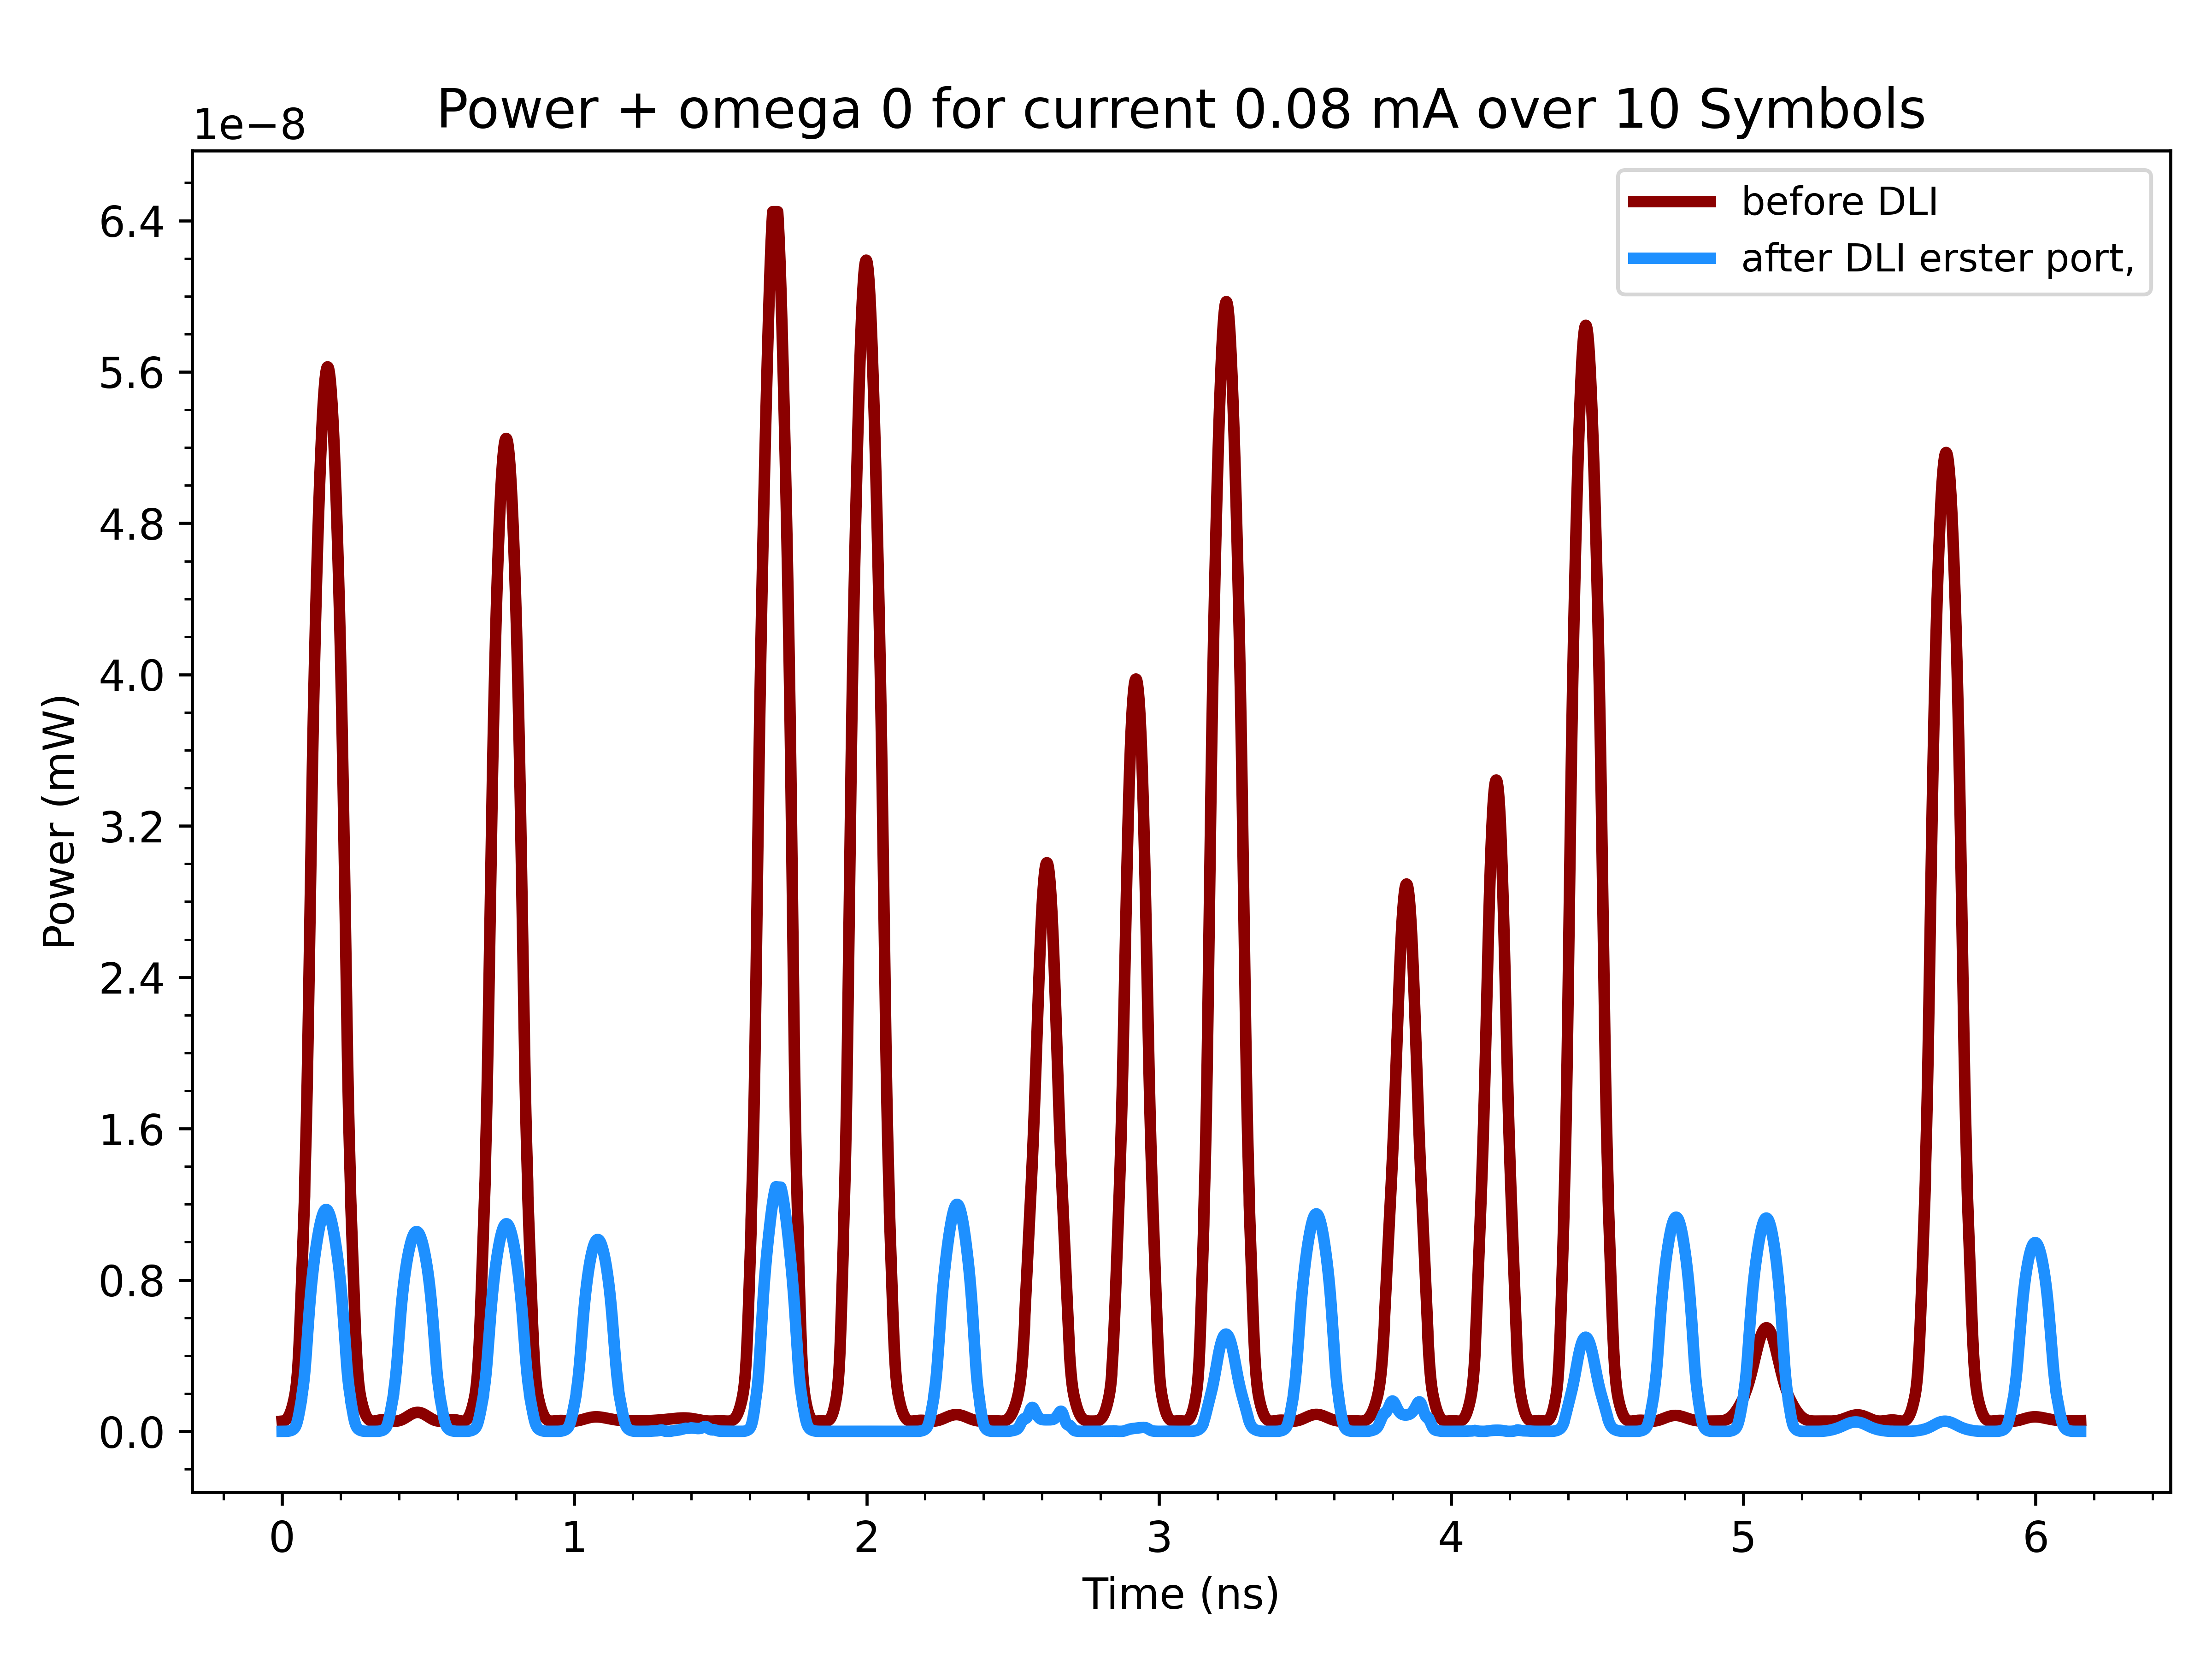 Power + omega 0 for current 0.08 mA over 10 Symbols
1e−8
before DLI
after DLI erster port,
6.4
5.6
4.8
4.0
3.2
2.4
1.6
0.8
0.0
Power (mW)
0 1 2 3 4 5 6
Time (ns)